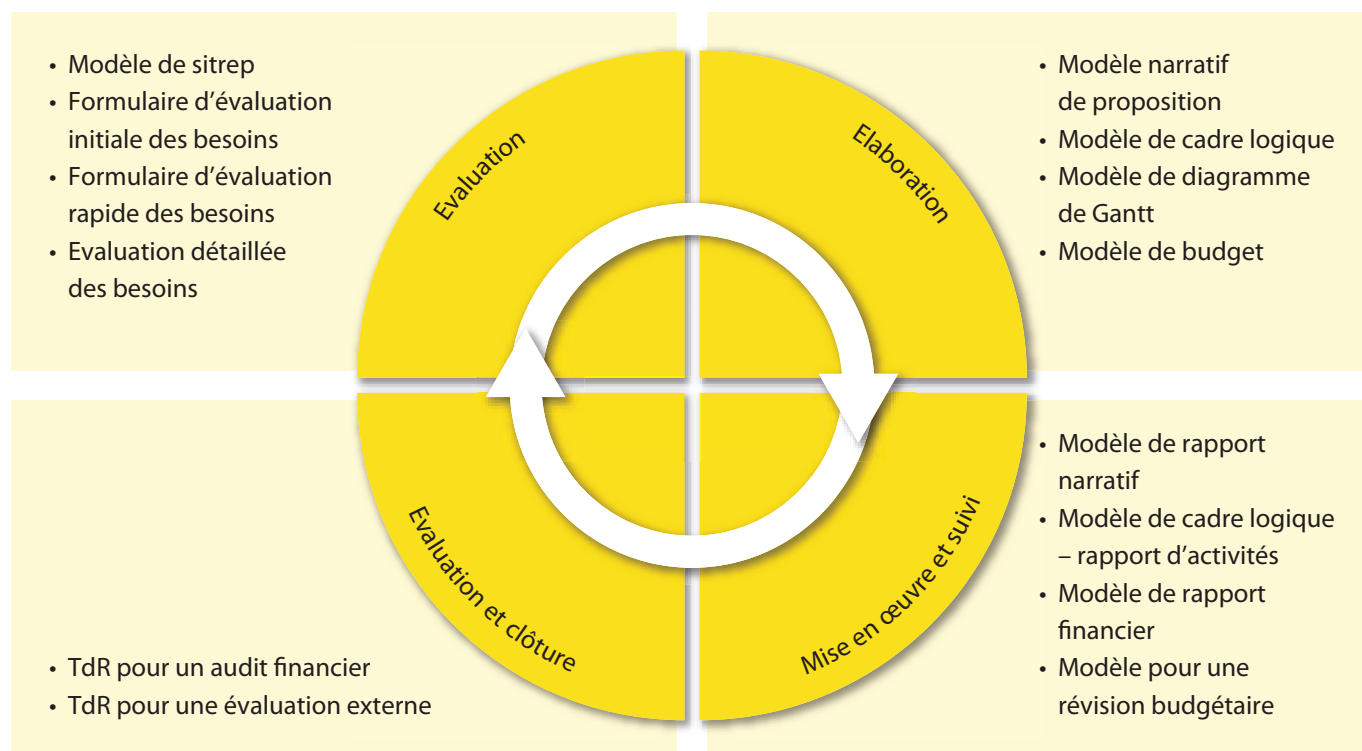 • Modèle de sitrep
• Formulaire d'évaluation
initiale des besoins
• Formulaire d'évaluation
rapide des besoins
• Evaluation détaillée
des besoins
Evaluation
Elaboration
• Modèle narratif
de proposition
• Modèle de cadre logique
• Modèle de diagramme
de Gantt
• Modèle de budget
• TdR pour un audit financier
• TdR pour une évaluation externe
Evaluation et clôture
Mise en œuvre et suivi
• Modèle de rapport
narratif
• Modèle de cadre logique
– rapport d'activités
• Modèle de rapport
financier
• Modèle pour une
révision budgétaire